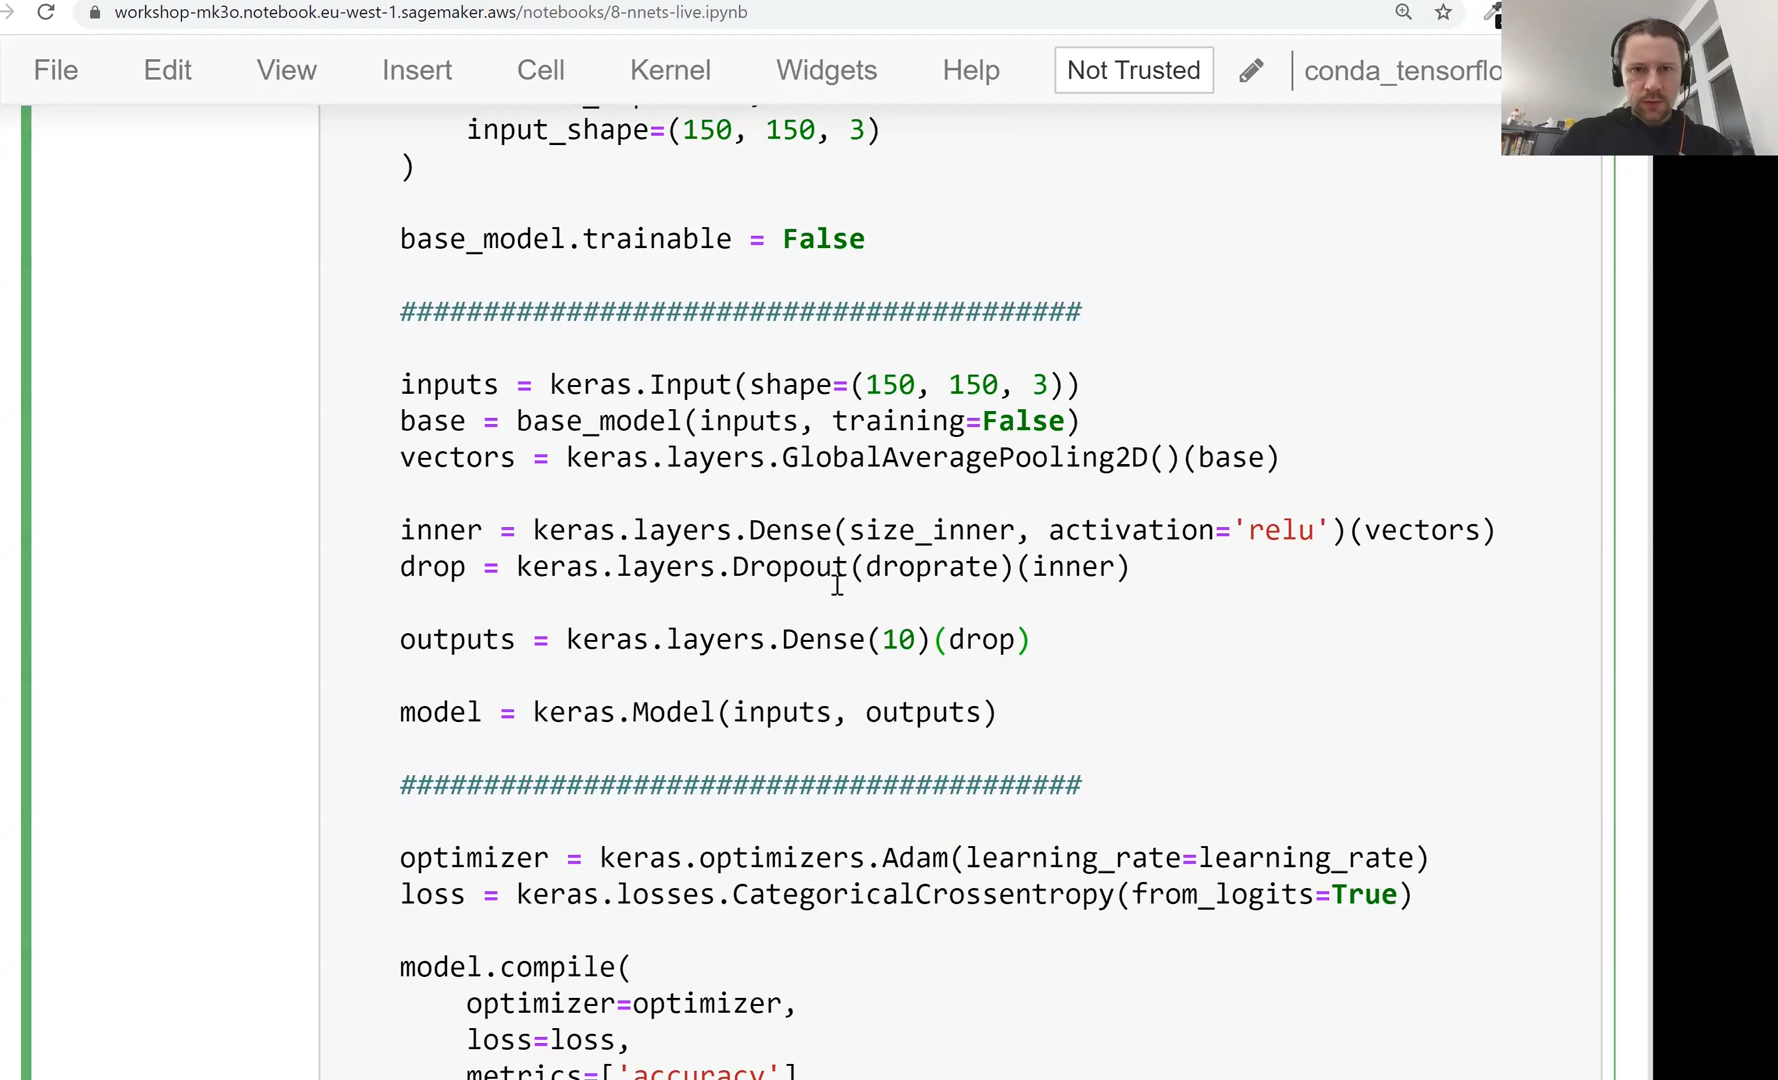 workshop-mk3o.notebook.eu-west-1.sagemaker.aws/notebooks/8-nnets-live.ipynb
File Edit View Insert Cell Kernel Widgets Help Not Trusted conda_tensorflo
input_shape=(150, 150, 3)
)
base_model.trainable = False
#########################################
inputs = keras.Input(shape=(150, 150, 3))
base = base_model(inputs, training=False)
vectors = keras.layers.GlobalAveragePooling2D()(base)
inner = keras.layers.Dense(size_inner, activation='relu')(vectors)
drop = keras.layers.Dropout(droprate)(inner)
outputs = keras.layers.Dense(10)(drop)
model = keras.Model(inputs, outputs)
#########################################
optimizer = keras.optimizers.Adam(learning_rate=learning_rate)
loss = keras.losses.CategoricalCrossentropy(from_logits=True)
model.compile(
optimizer=optimizer,
loss=loss,
metrics=['accuracy']